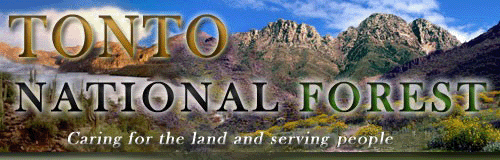 TONTO
NATIONAL FOREST
Caring for the land and serving people